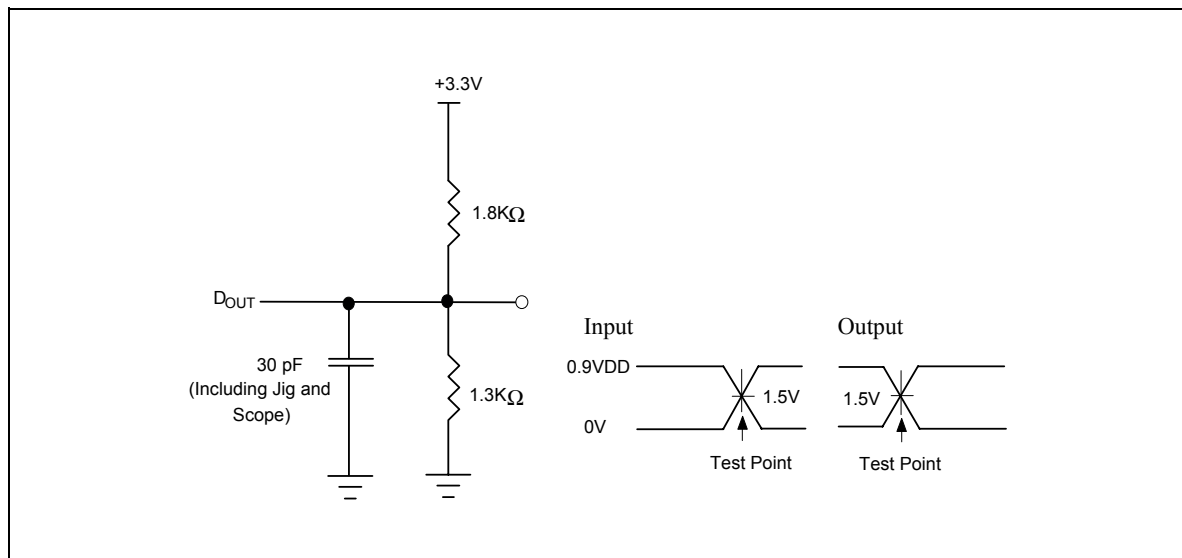 +3.3V
1.8KΩ
DOUT
30 pF
(Including Jig and
Scope)
1.3KΩ
Input
Output
0.9VDD
1.5V
1.5V
0V
Test Point
Test Point